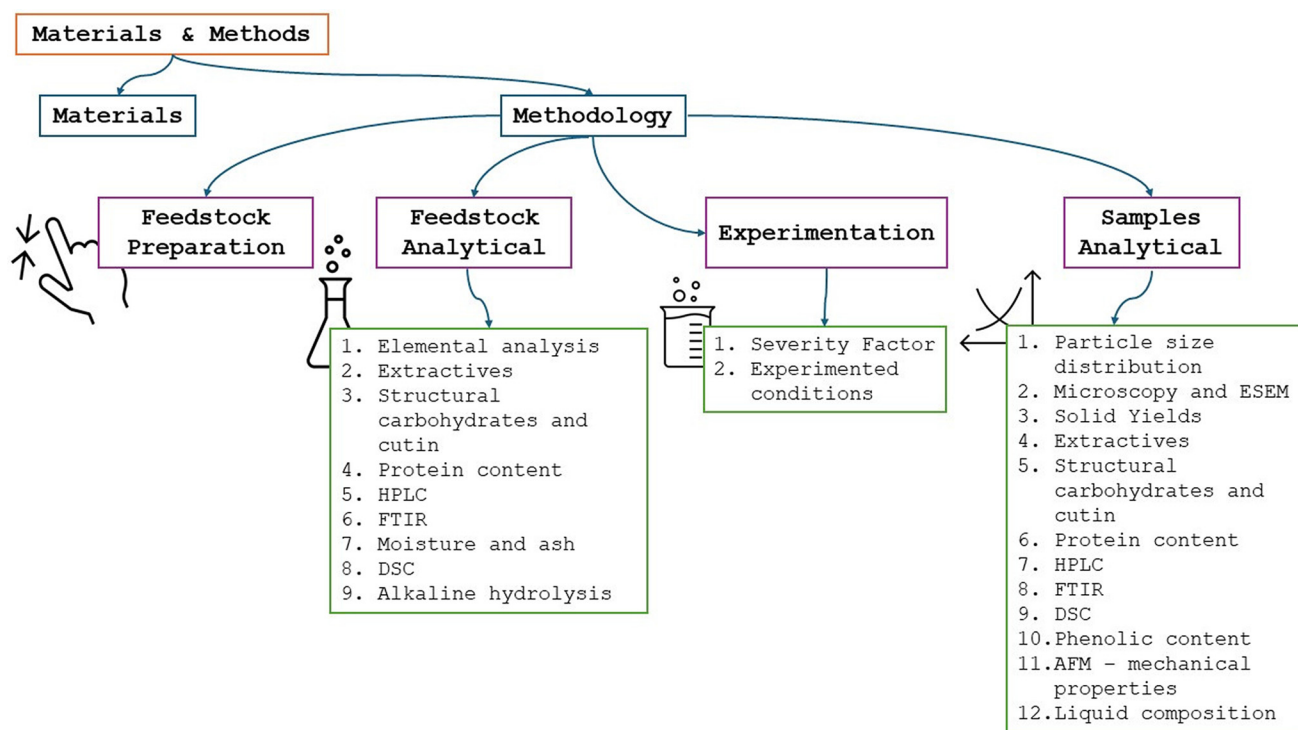 Materials & Methods
Materials
Methodology
Feedstock
Preparation
Feedstock
Analytical
Experimentation
Samples
Analytical
1. Elemental analysis
2. Extractives
3. Structural
carbohydrates and
cutin
4. Protein content
5. HPLC
6. FTIR
7. Moisture and ash
8. DSC
9. Alkaline hydrolysis
1. Severity Factor
2. Experimented
conditions
1. Particle size
distribution
2. Microscopy and ESEM
3. Solid Yields
4. Extractives
5. Structural
carbohydrates and
cutin
6. Protein content
7. HPLC
8. FTIR
9. DSC
10.Phenolic content
11.AFM – mechanical
properties
12.Liquid composition